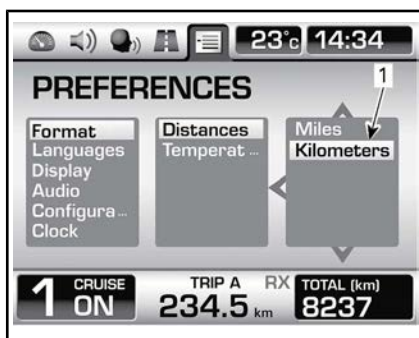 23°c 14:34
1
PREFERENCES
Format
Languages
Display
Audio
Configura ...
Clock
Distances
Temperat ...
Miles
Kilometers
1 CRUISE ON
TRIP A
234.5 km
RX
TOTAL (km)
8237